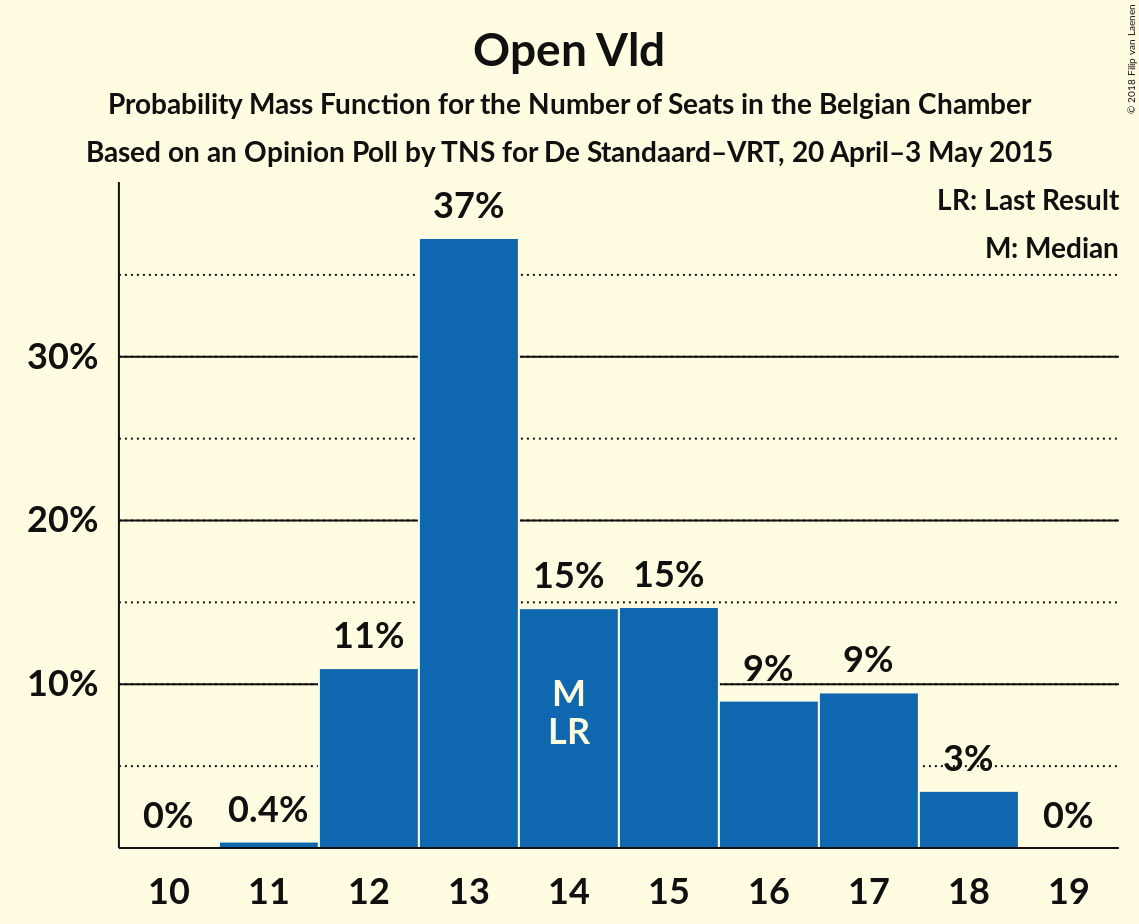 Open Vld
Probability Mass Function for the Number of Seats in the Belgian Chamber
Based on an Opinion Poll by TNS for De Standaard–VRT, 20 April–3 May 2015
© 2018 Filip van Laenen
LR: Last Result
M: Median
37%
30%
20%
15% 15%
11%
10%
9% 9%
M
LR
3%
0% 0.4% 0%
10 11 12 13 14 15 16 17 18 19